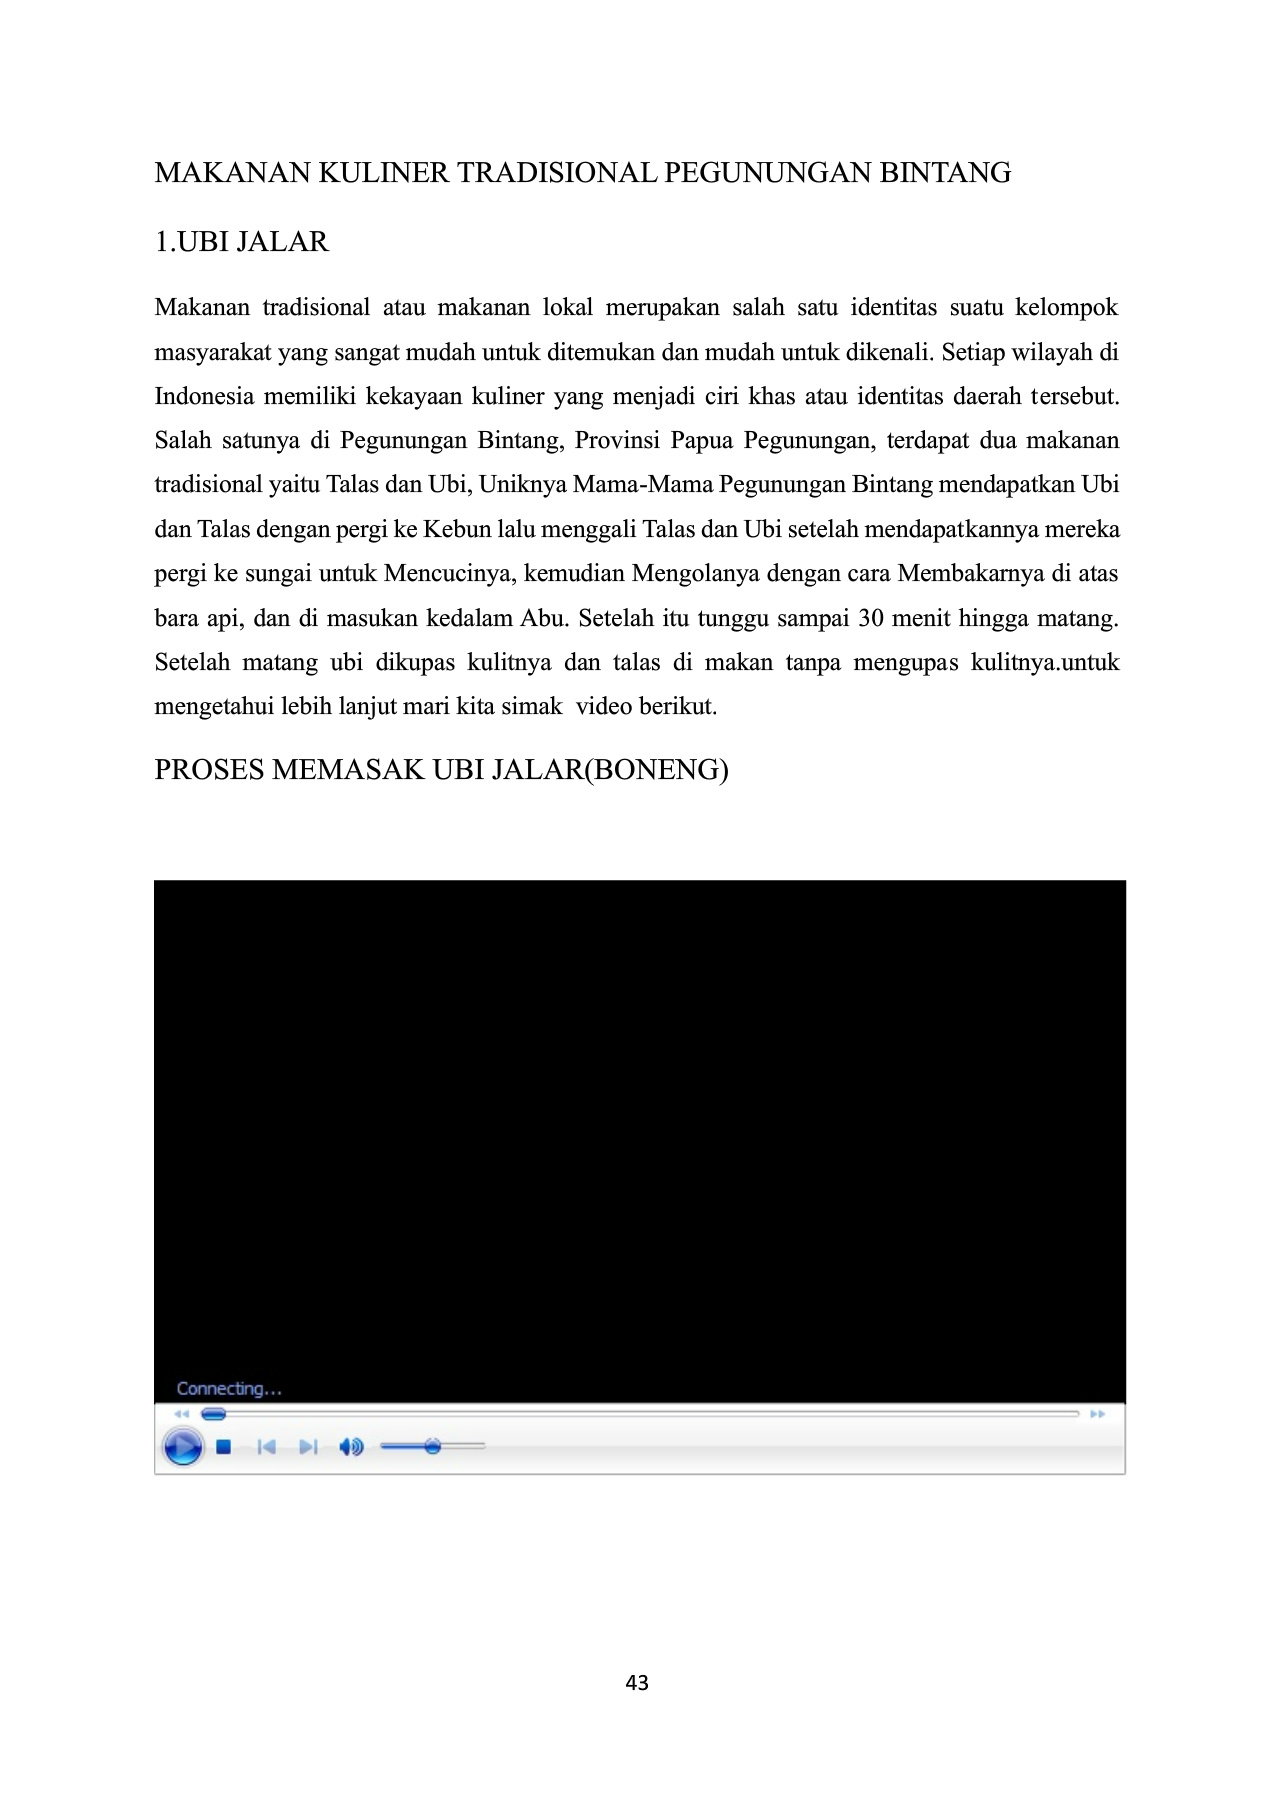 MAKANAN KULINER TRADISIONAL PEGUNUNGAN BINTANG
1.UBI JALAR
Makanan tradisional atau makanan lokal merupakan salah satu identitas suatu kelompok
masyarakat yang sangat mudah untuk ditemukan dan mudah untuk dikenali. Setiap wilayah di
Indonesia memiliki kekayaan kuliner yang menjadi ciri khas atau identitas daerah tersebut.
Salah satunya di Pegunungan Bintang, Provinsi Papua Pegunungan, terdapat dua makanan
tradisional yaitu Talas dan Ubi, Uniknya Mama-Mama Pegunungan Bintang mendapatkan Ubi
dan Talas dengan pergi ke Kebun lalu menggali Talas dan Ubi setelah mendapatkannya mereka
pergi ke sungai untuk Mencucinya, kemudian Mengolanya dengan cara Membakarnya di atas
bara api, dan di masukan kedalam Abu. Setelah itu tunggu sampai 30 menit hingga matang.
Setelah matang ubi dikupas kulitnya dan talas di makan tanpa mengupas kulitnya.untuk
mengetahui lebih lanjut mari kita simak  video berikut.
PROSES MEMASAK UBI JALAR(BONENG)
Connecting...
43